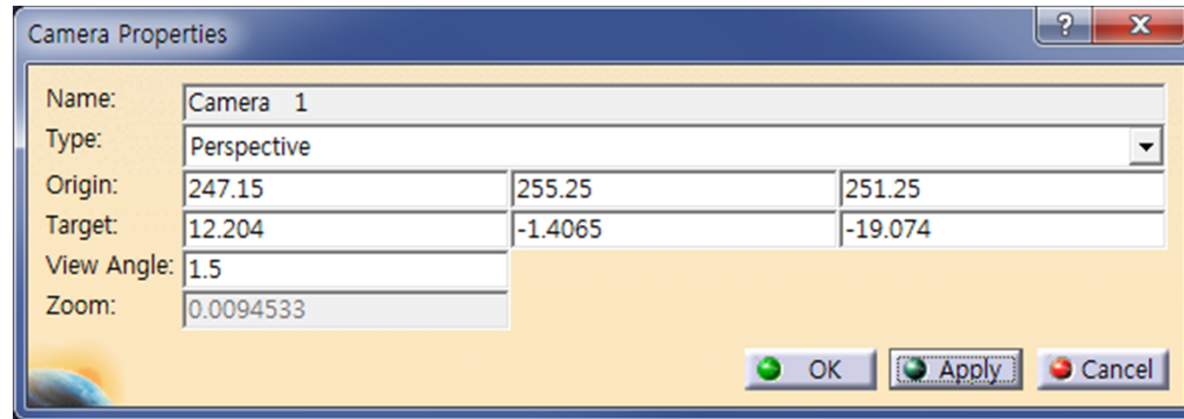 Camera Properties
?
Name: Camera 1
Type: Perspective
Origin: 247.15 255.25 251.25
Target: 12.204 -1.4065 -19.074
View Angle: 1.5
Zoom: 0.0094533
OK Apply Cancel